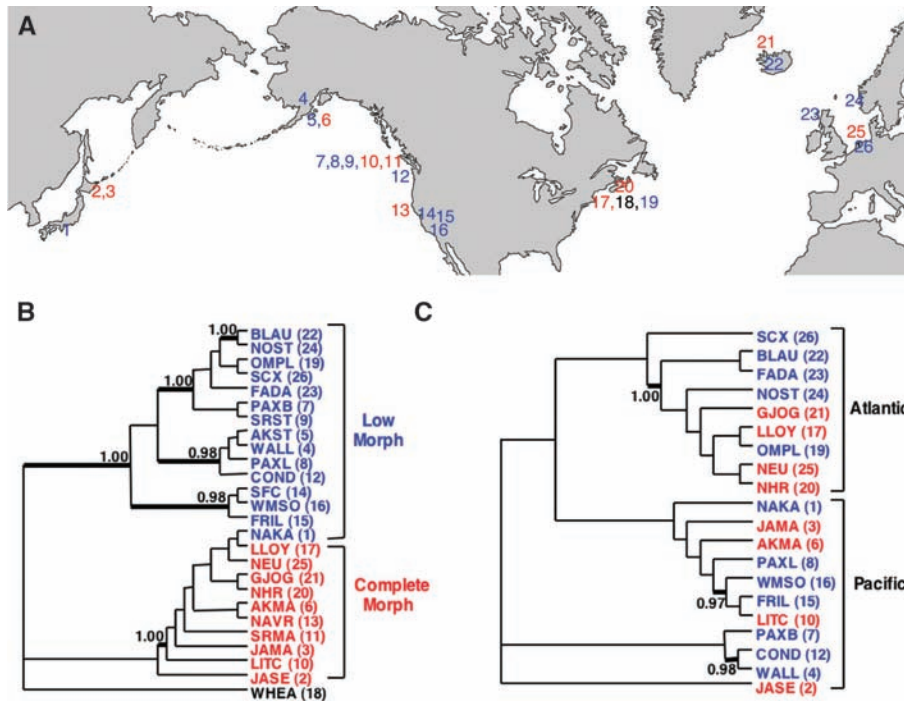 A
21
22
24
23
25
26
4
5,6
7,8,9,10,11
12
20
17,18,19
2,3
1
13
14 15
16
B
1.00
BLAU (22)
NOST (24)
OMPL (19)
SCX (26)
1.00
FADA (23)
PAXB (7)
SRST (9)
Low
Morph
AKST (5)
1.00
0.98
WALL (4)
PAXL (8)
COND (12)
0.98
SFC (14)
WMSO (16)
FRIL (15)
NAKA (1)
LLOY (17)
NEU (25)
GJOG (21)
NHR (20)
Complete
Morph
AKMA (6)
NAVR (13)
1.00
SRMA (11)
JAMA (3)
LITC (10)
JASE (2)
WHEA (18)
C
SCX (26)
BLAU (22)
FADA (23)
1.00
NOST (24)
GJOG (21)
Atlantic
LLOY (17)
OMPL (19)
NEU (25)
NHR (20)
NAKA (1)
JAMA (3)
AKMA (6)
PAXL (8)
WMSO (16)
Pacific
0.97
FRIL (15)
LITC (10)
PAXB (7)
COND (12)
0.98
WALL (4)
JASE (2)